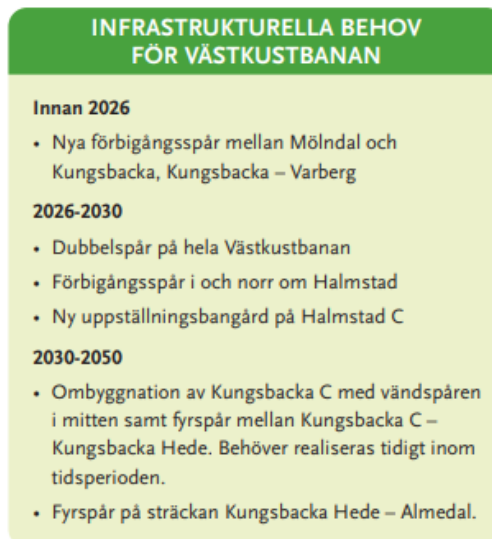 INFRASTRUKTURELLA BEHOV
FÖR VÄSTKUSTBANAN
Innan 2026
• Nya förbigångsspår mellan Mölndal och
Kungsbacka, Kungsbacka – Varberg
2026-2030
• Dubbelspår på hela Västkustbanan
• Förbigångsspår i och norr om Halmstad
• Ny uppställningsbangård på Halmstad C
2030-2050
• Ombyggnation av Kungsbacka C med vändspåren
i mitten samt fyrspår mellan Kungsbacka C –
Kungsbacka Hede. Behöver realiseras tidigt inom
tidsperioden.
• Fyrspår på sträckan Kungsbacka Hede – Almedal.